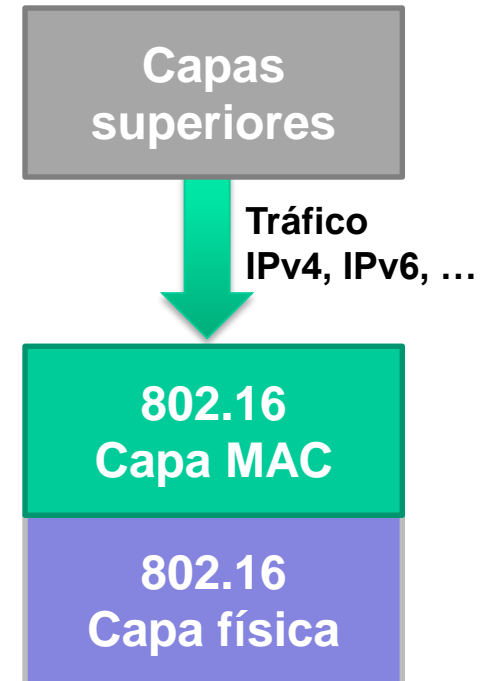 Capas
superiores
Tráfico
IPv4, IPv6, …
802.16
Capa MAC
802.16
Capa física